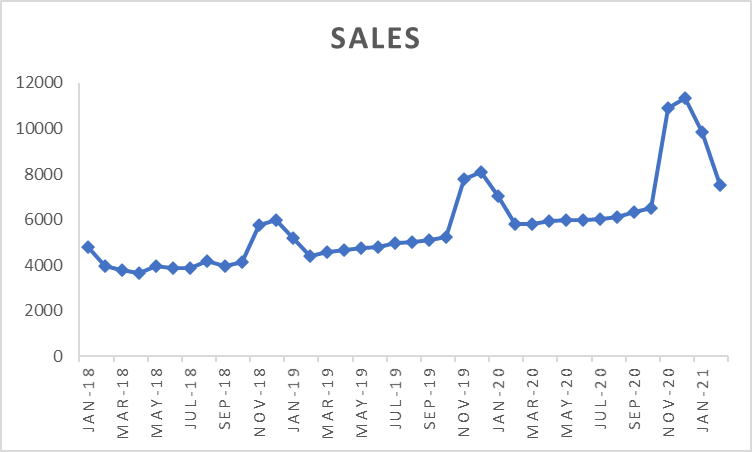 SALES
12000
10000
8000
6000
4000
2000
0
JAN-18
MAR-18
MAY-18
JUL-18
SEP-18
NOV-18
JAN-19
MAR-19
MAY-19
JUL-19
SEP-19
NOV-19
JAN-20
MAR-20
MAY-20
JUL-20
SEP-20
NOV-20
JAN-21